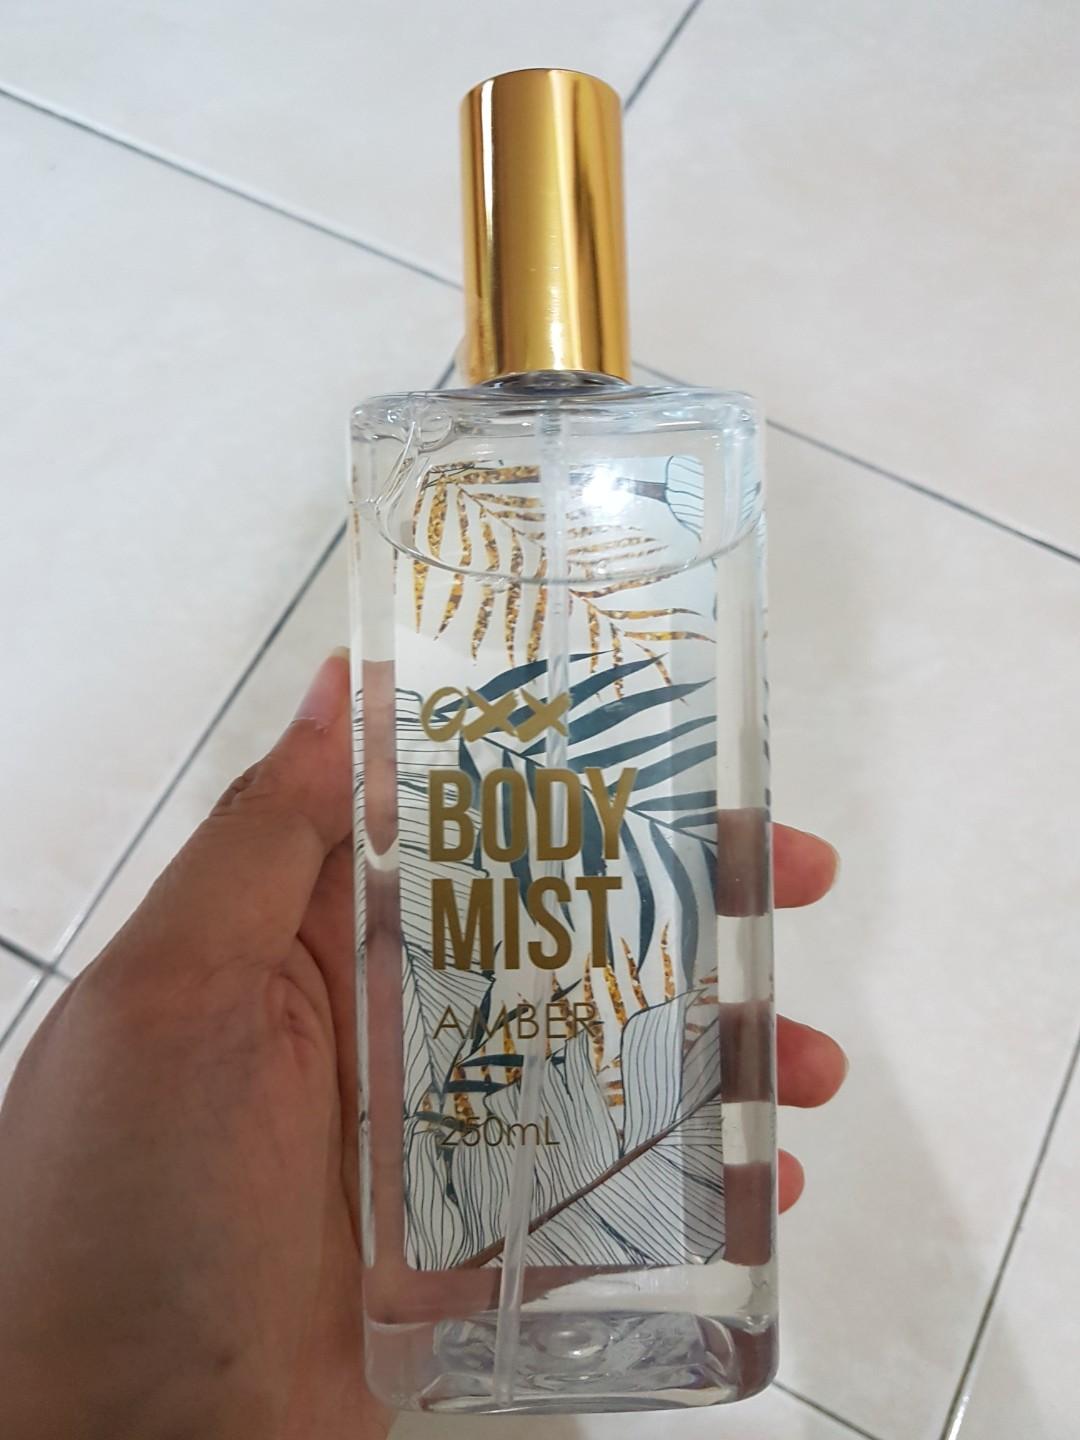 OXX
BODY
MIST
AMBER
250mL